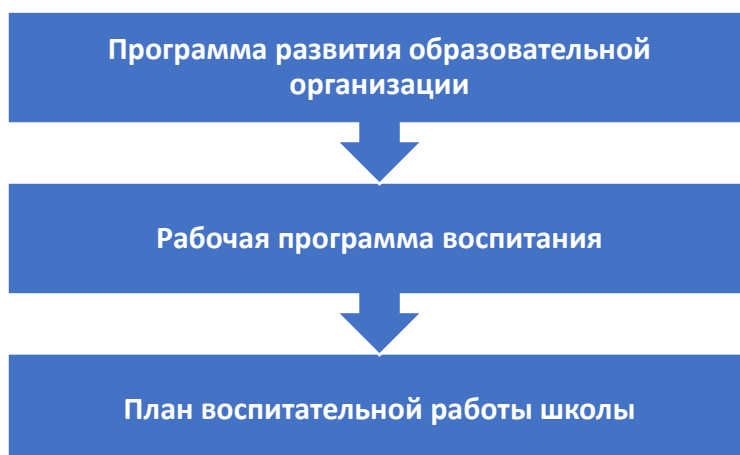 Программа развития образовательной
организации
Рабочая программа воспитания
План воспитательной работы школы